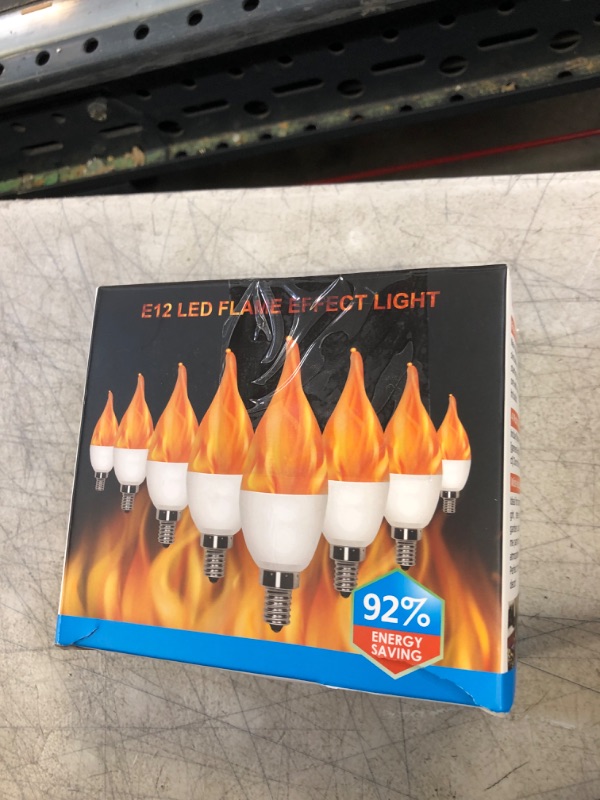 E12 LED FLAME EFFECT LIGHT
92%
ENERGY
SAVING